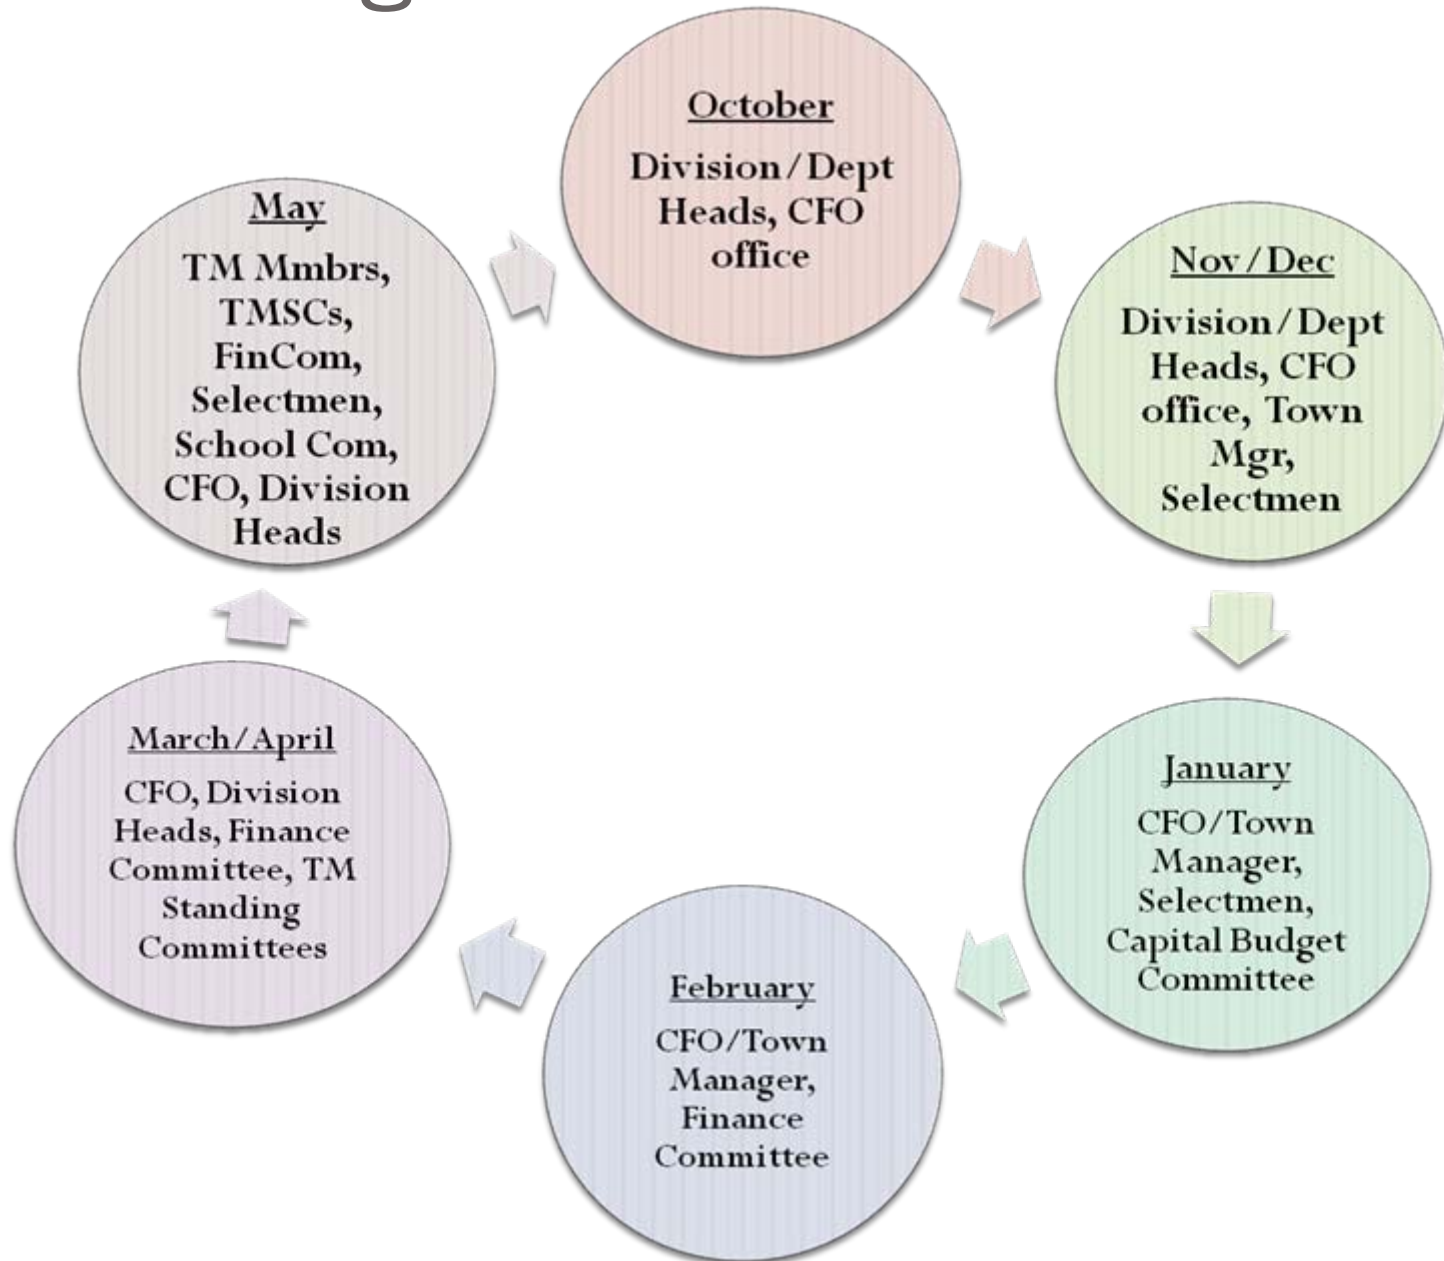 October
Division/Dept
Heads, CFO
office
Nov/Dec
Division/Dept
Heads, CFO
office, Town
Mgr,
Selectmen
January
CFO/Town
Manager,
Selectmen,
Capital Budget
Committee
February
CFO/Town
Manager,
Finance
Committee
March/April
CFO, Division
Heads, Finance
Committee, TM
Standing
Committees
May
TM Mmbrs,
TMSCs,
FinCom,
Selectmen,
School Com,
CFO, Division
Heads